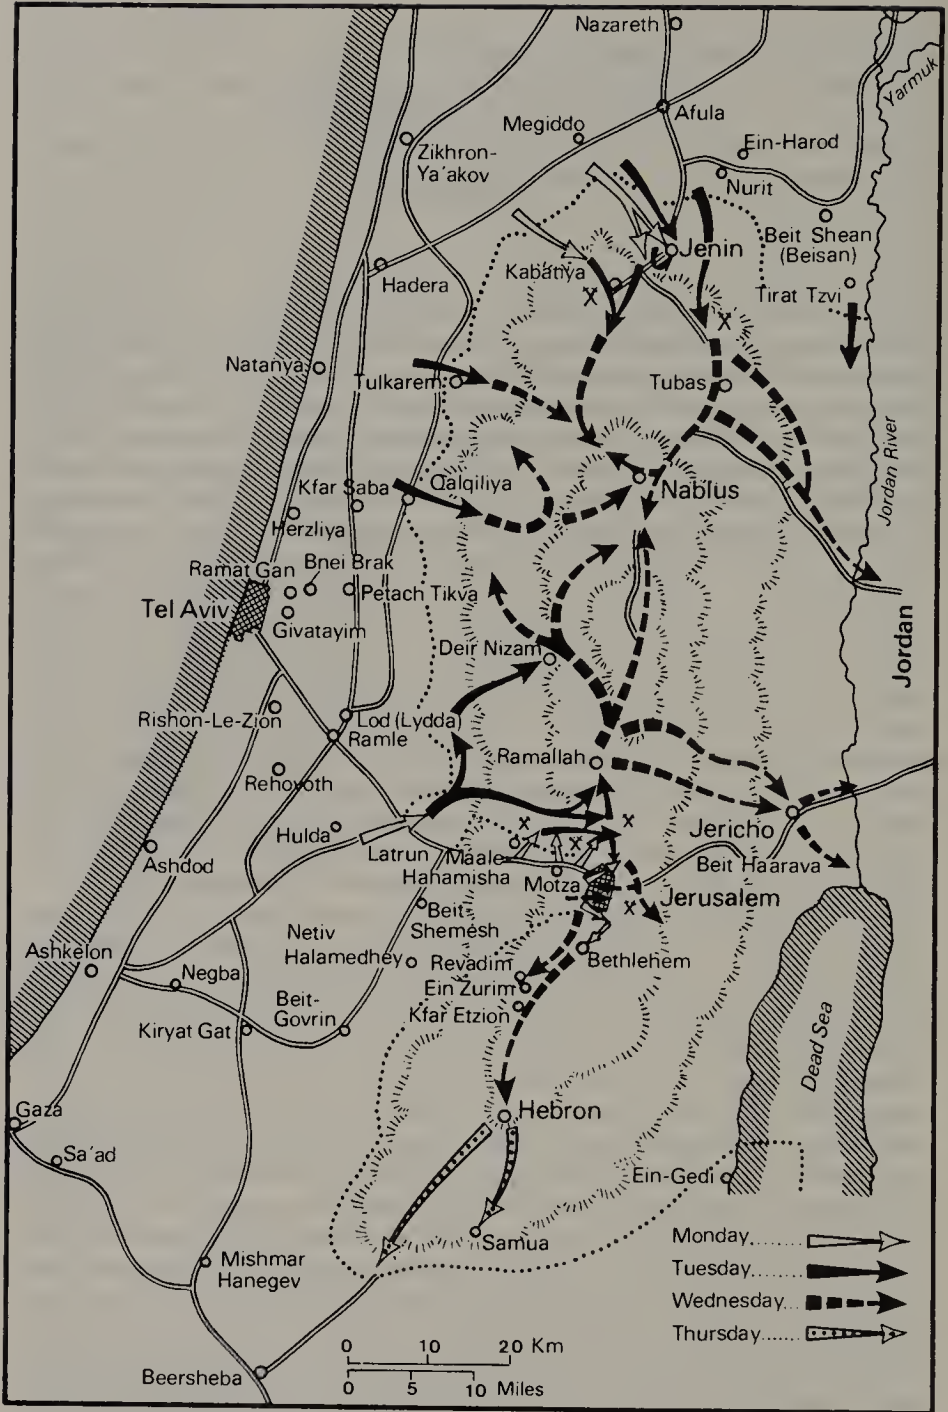 Nazareth
Yarmuk
Afula
Megiddo
Ein-Harod
Zikhron-
Ya'akov
Nurit
Beit Shean
(Beisan)
Jenin
Kabatiya
Hadera
Tirat Tzvi
X
X
Natanya
Tulkarem
Tubas
Kfar Saba
Qalqiliya
Nablus
Jordan River
Herzliya
Ramat Gan
Bnei Brak
Petach Tikva
Tel Aviv
Givatayim
Deir Nizam
Jordan
Rishon-Le-Zion
Lod (Lydda)
Ramle
Ramallah
Rehovoth
Jericho
Hulda
X
X
X
Latrun
Maale
Hahamisha
Beit Haarava
Ashdod
Motza
Jerusalem
X
Beit-
Shemesh
Netiv
Halamedhey
Ashkelon
Bethlehem
Revadim
Negba
Ein Zurim
Beit-
Govrin
Kfar Etzion
Kiryat Gat
Dead Sea
Gaza
Hebron
Sa'ad
Ein-Gedi
Samua
Mishmar
Hanegev
Monday.......
Tuesday.......
Wednesday...
Thursday.......
0 10 20 Km
Beersheba
0 5 10 Miles